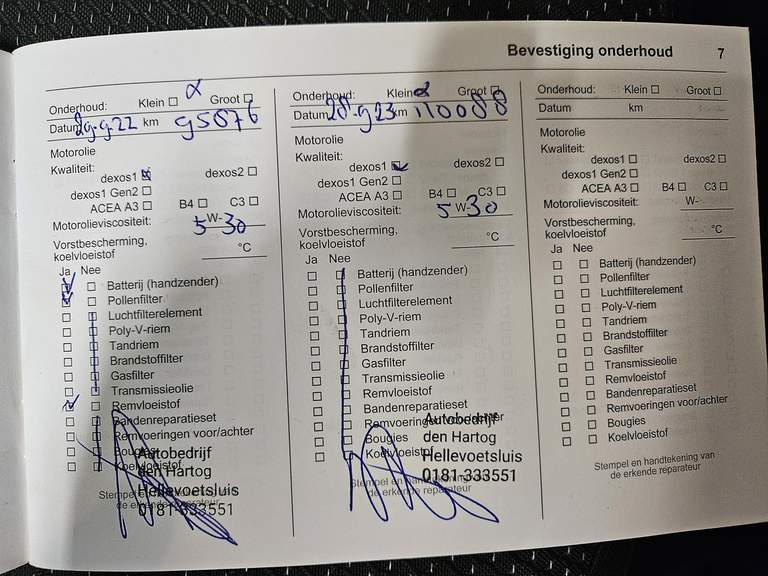 Bevestiging onderhoud 7
Onderhoud: Klein Groot
Datum 29-9-22 km 95876
Motorolie
Kwaliteit:
dexos1 dexos2
dexos1 Gen2
ACEA A3 B4 C3
Motorolieviscositeit: 5 W- 30
Vorstbescherming,
koelvloeistof °C
Ja Nee
Batterij (handzender)
Pollenfilter
Luchtfilterelement
Poly-V-riem
Tandriem
Brandstoffilter
Gasfilter
Transmissieolie
Remvloeistof
Bandenreparatieset
Remvoeringen voor/achter
Bougies
Koelvloeistof
Stempel en handtekening van
de erkende reparateur
Autobedrijf
den Hartog
Hellevoetsluis
0181-333551
Onderhoud: Klein Groot
Datum 28-9-23 km 110088
Motorolie
Kwaliteit:
dexos1 dexos2
dexos1 Gen2
ACEA A3 B4 C3
Motorolieviscositeit: 5 W-30
Vorstbescherming,
koelvloeistof °C
Ja Nee
Batterij (handzender)
Pollenfilter
Luchtfilterelement
Poly-V-riem
Tandriem
Brandstoffilter
Gasfilter
Transmissieolie
Remvloeistof
Bandenreparatieset
Remvoeringen voor/achter
Bougies
Koelvloeistof
Stempel en handtekening van
de erkende reparateur
Autobedrijf
den Hartog
Hellevoetsluis
0181-333551
Onderhoud: Klein Groot
Datum km
Motorolie
Kwaliteit:
dexos1 dexos2
dexos1 Gen2
ACEA A3 B4 C3
Motorolieviscositeit: W-
Vorstbescherming,
koelvloeistof °C
Ja Nee
Batterij (handzender)
Pollenfilter
Luchtfilterelement
Poly-V-riem
Tandriem
Brandstoffilter
Gasfilter
Transmissieolie
Remvloeistof
Bandenreparatieset
Remvoeringen voor/achter
Bougies
Koelvloeistof
Stempel en handtekening van
de erkende reparateur